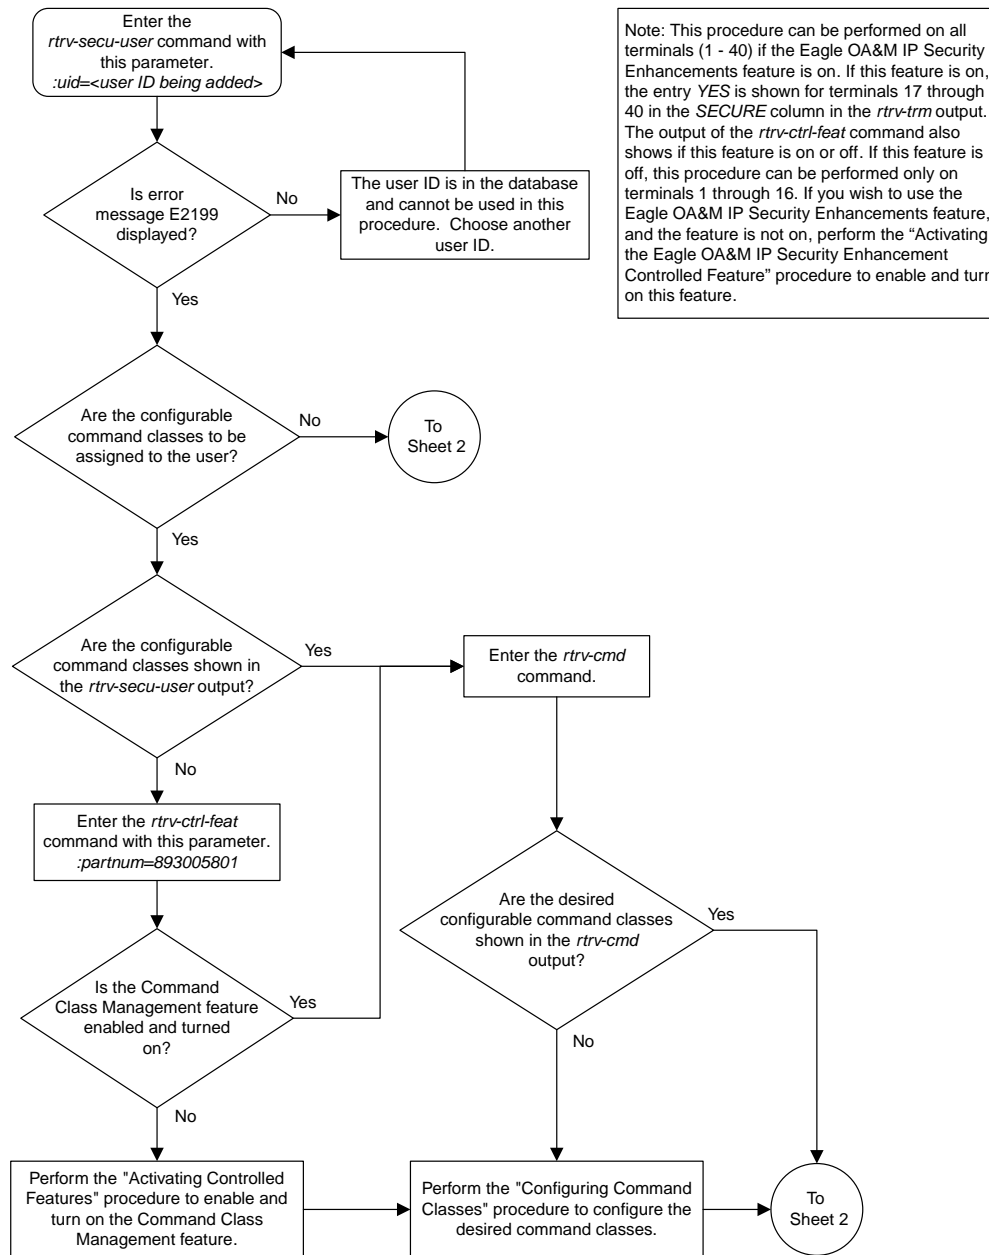 Enter the
rtrv-secu-user command with
this parameter.
:uid=<user ID being added>
Note: This procedure can be performed on all
terminals (1 - 40) if the Eagle OA&M IP Security
Enhancements feature is on. If this feature is on,
the entry YES is shown for terminals 17 through
40 in the SECURE column in the rtrv-trm output.
The output of the rtrv-ctrl-feat command also
shows if this feature is on or off. If this feature is
off, this procedure can be performed only on
terminals 1 through 16. If you wish to use the
Eagle OA&M IP Security Enhancements feature,
and the feature is not on, perform the “Activating
the Eagle OA&M IP Security Enhancement
Controlled Feature” procedure to enable and turn
on this feature.
Is error
message E2199
displayed?
No
The user ID is in the database
and cannot be used in this
procedure. Choose another
user ID.
Yes
Are the configurable
command classes to be
assigned to the user?
No
To
Sheet 2
Yes
Are the configurable
command classes shown in
the rtrv-secu-user output?
Yes
Enter the rtrv-cmd
command.
No
Enter the rtrv-ctrl-feat
command with this parameter.
:partnum=893005801
Are the desired
configurable command classes
shown in the rtrv-cmd
output?
Yes
Is the Command
Class Management feature
enabled and turned
on?
Yes
No
No
Perform the "Activating Controlled
Features" procedure to enable and
turn on the Command Class
Management feature.
Perform the "Configuring Command
Classes" procedure to configure the
desired command classes.
To
Sheet 2